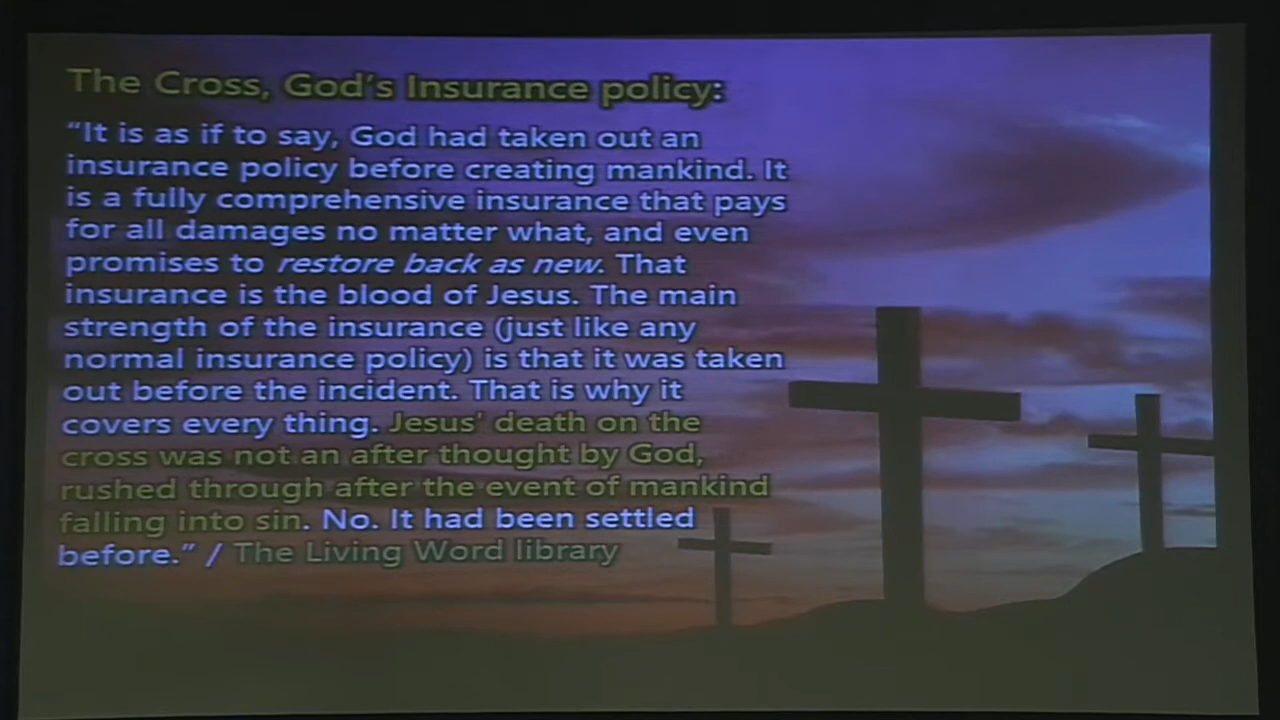 The Cross, God's Insurance policy:
"It is as if to say, God had taken out an
insurance policy before creating mankind. It
is a fully comprehensive insurance that pays
for all damages no matter what, and even
promises to restore back as new. That
insurance is the blood of Jesus. The main
strength of the insurance (just like any
normal insurance policy) is that it was taken
out before the incident. That is why it
covers every thing. Jesus' death on the
cross was not an after thought by God,
rushed through after the event of mankind
falling into sin. No. It had been settled
before." / The Living Word library